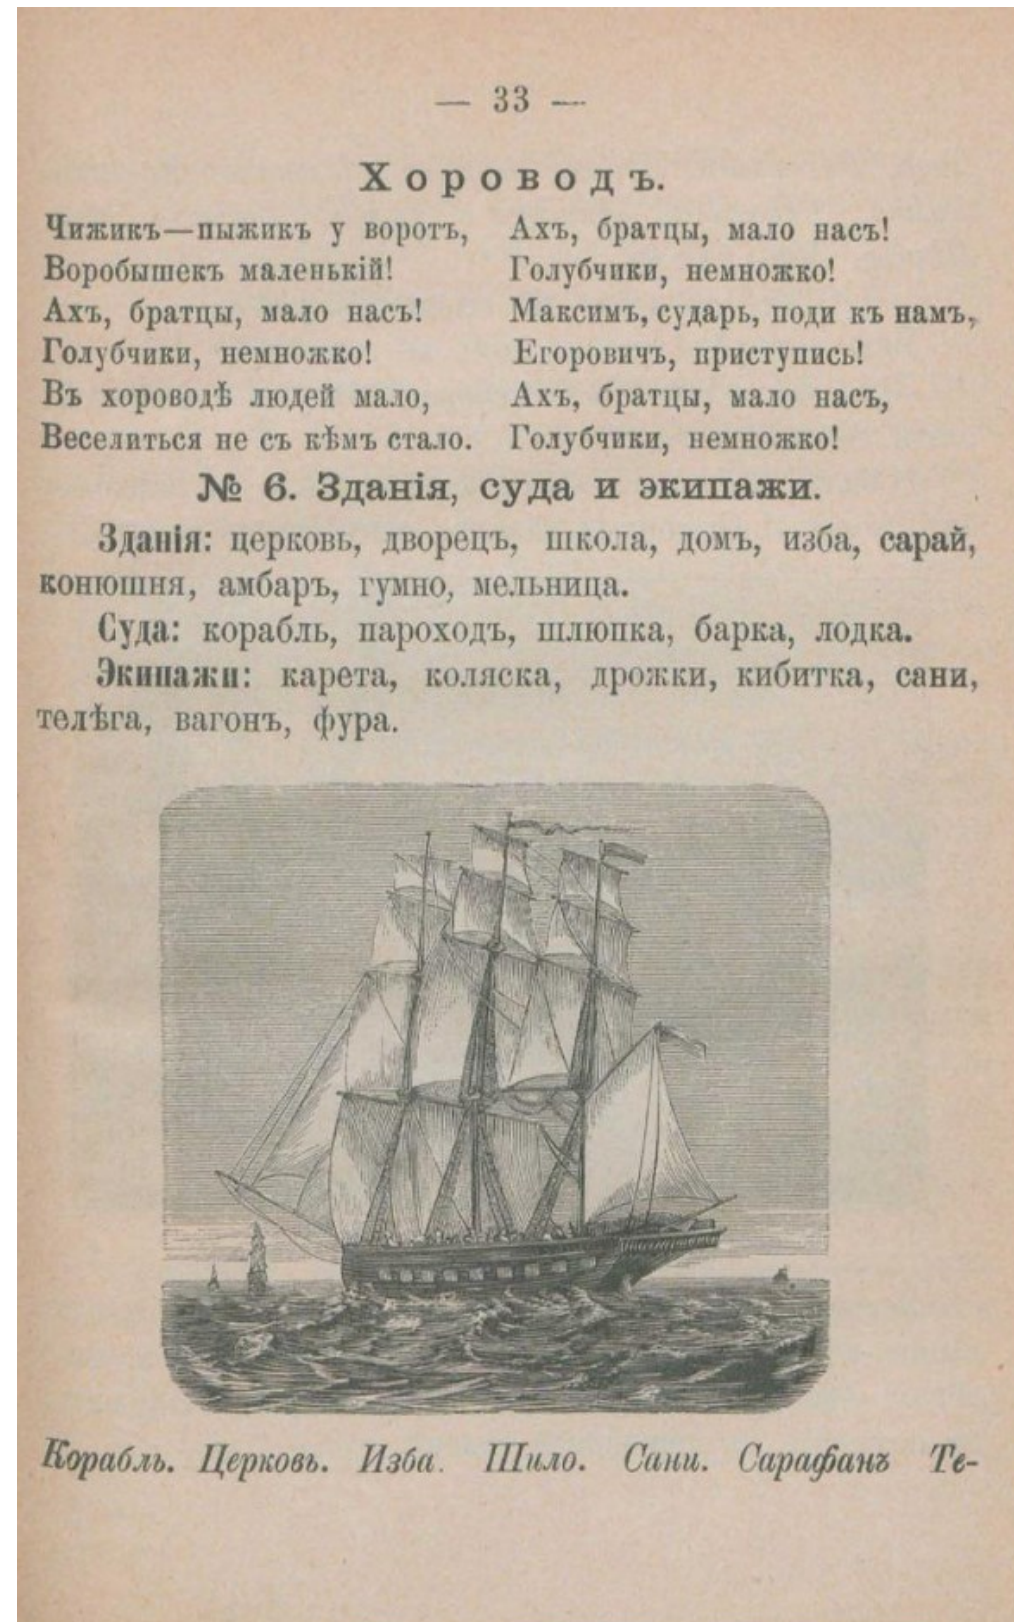 — 33 —
Хороводъ.
Чижикъ—пыжикъ у воротъ,
Воробышекъ маленькій!
Ахъ, братцы, мало насъ!
Голубчики, немножко!
Въ хороводѣ людей мало,
Веселиться не съ кѣмъ стало.
Ахъ, братцы, мало насъ!
Голубчики, немножко!
Максимъ, сударь, поди къ намъ,
Егоровичъ, приступись!
Ахъ, братцы, мало насъ,
Голубчики, немножко!
№ 6. Зданія, суда и экипажи.
Зданія: церковь, дворецъ, школа, домъ, изба, сарай,
конюшня, амбаръ, гумно, мельница.
Суда: корабль, пароходъ, шлюпка, барка, лодка.
Экипажи: карета, коляска, дрожки, кибитка, сани,
телѣга, вагонъ, фура.
Корабль. Церковь. Изба. Шило. Сани. Сарафанъ Те-